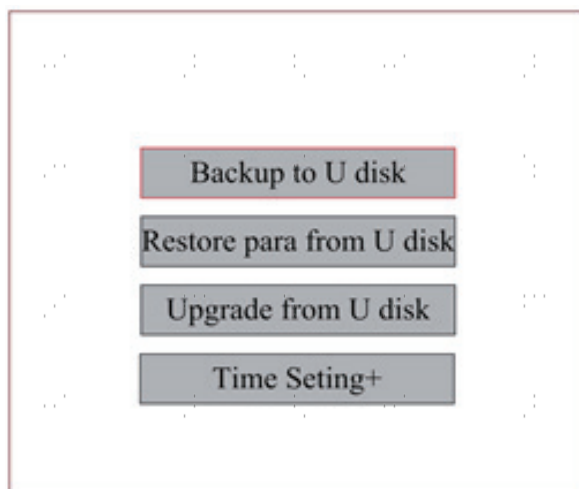 Backup to U disk
Restore para from U disk
Upgrade from U disk
Time Seting+